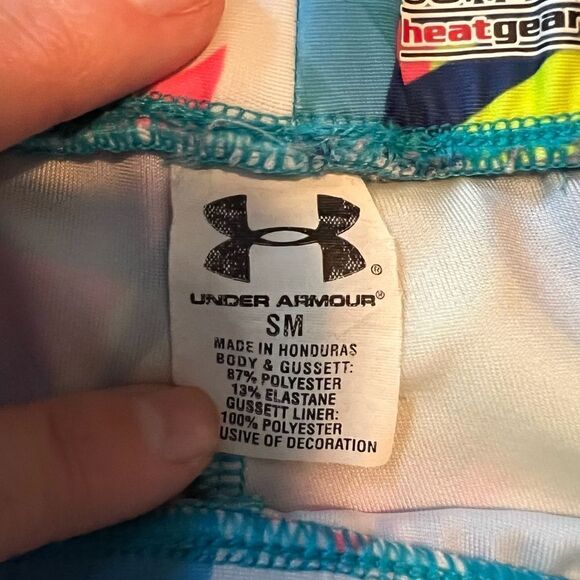 heatgear
UNDER ARMOUR®
SM
MADE IN HONDURAS
BODY & GUSSETT:
87% POLYESTER
13% ELASTANE
GUSSETT LINER:
100% POLYESTER
USIVE OF DECORATION